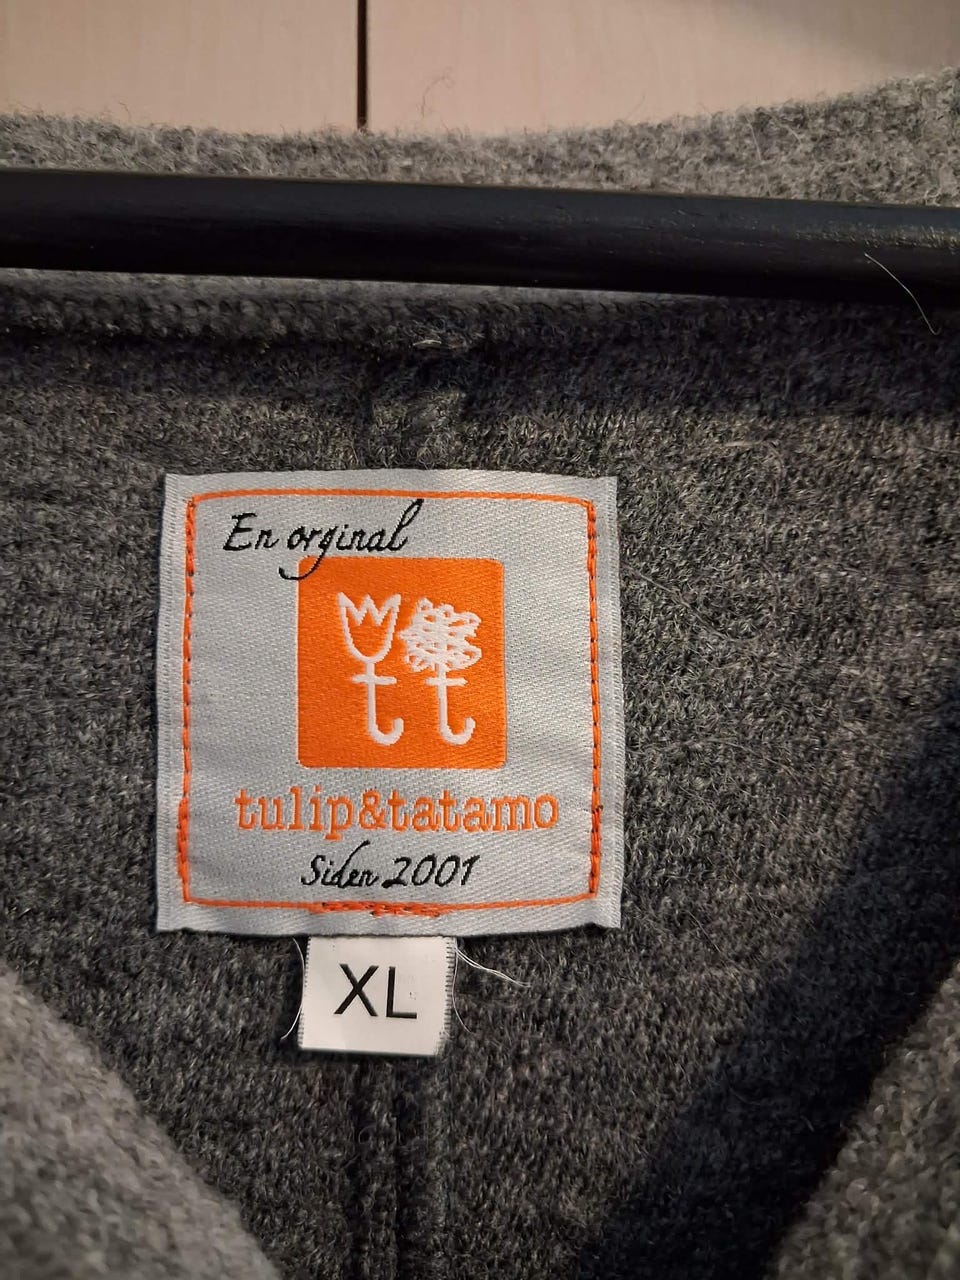 En orginal
tulip&tatamo
Siden 2001
XL